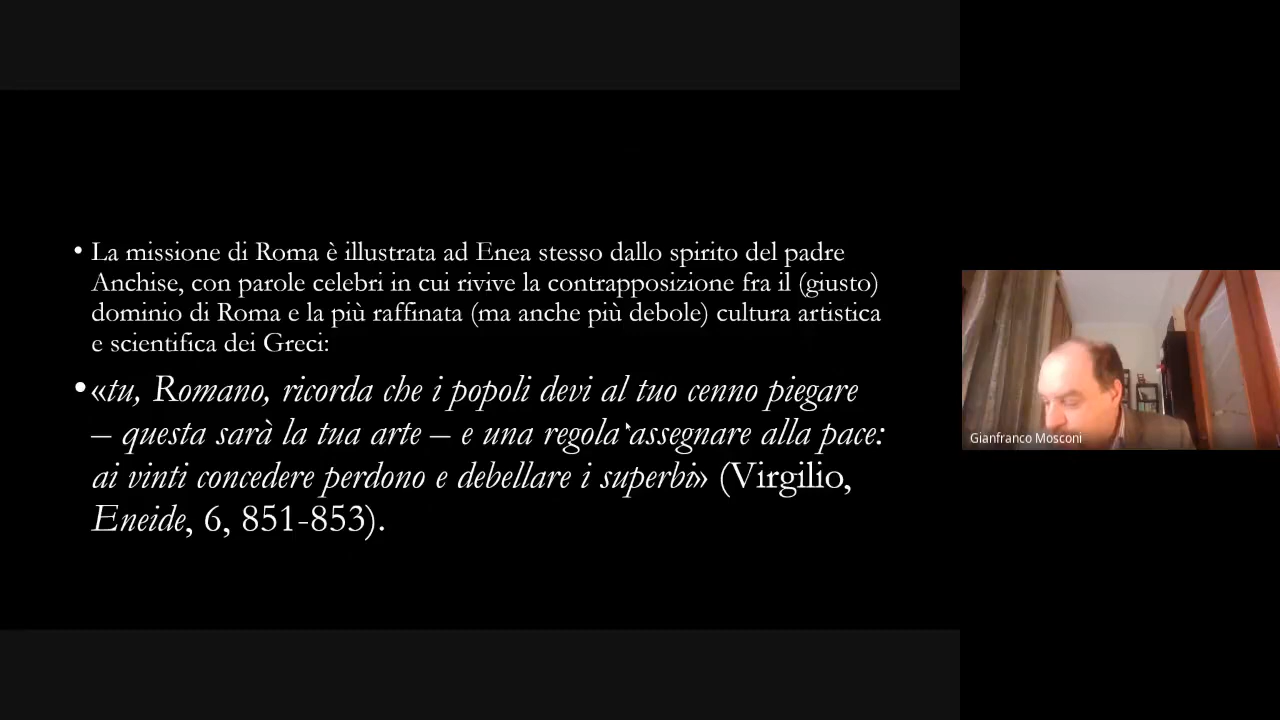 • La missione di Roma è illustrata ad Enea stesso dallo spirito del padre
Anchise, con parole celebri in cui rivive la contrapposizione fra il (giusto)
dominio di Roma e la più raffinata (ma anche più debole) cultura artistica
e scientifica dei Greci:
• «tu, Romano, ricorda che i popoli devi al tuo cenno piegare
– questa sarà la tua arte – e una regola assegnare alla pace:
ai vinti concedere perdono e debellare i superbi» (Virgilio,
Eneide, 6, 851-853).
Gianfranco Mosconi